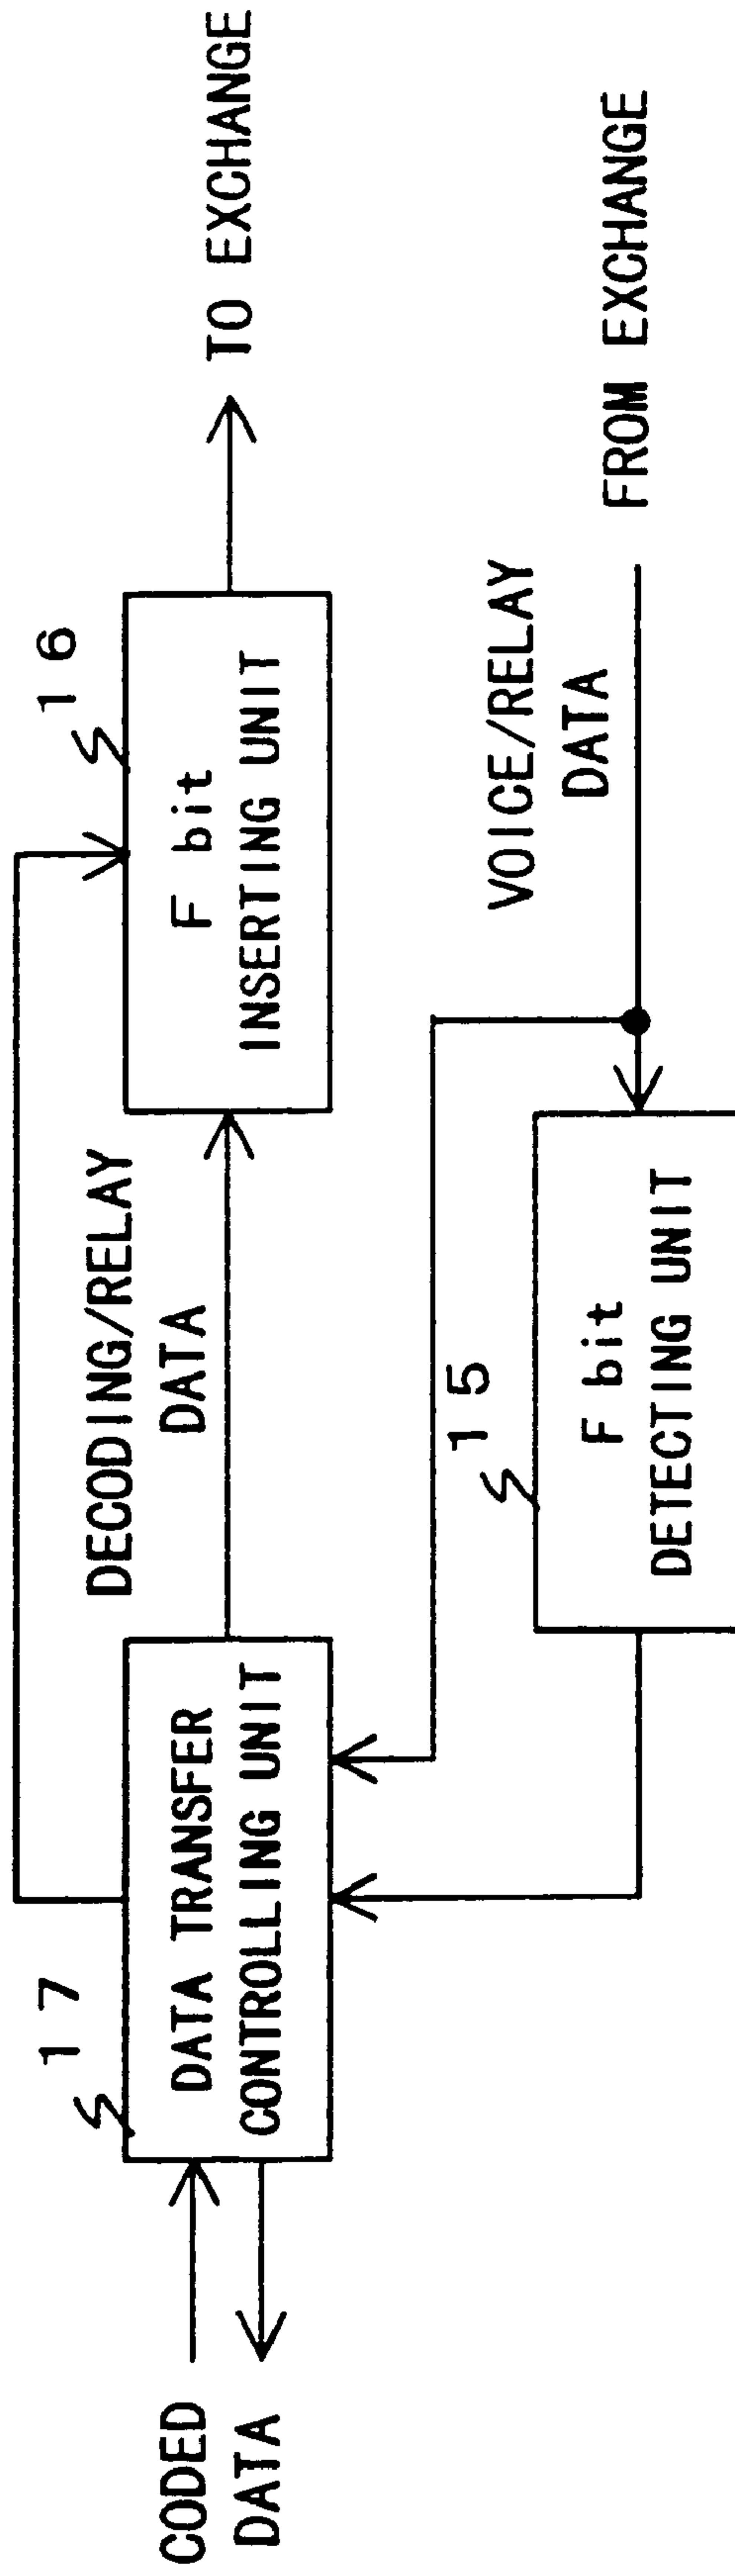 CODED
DATA
17
DATA TRANSFER
CONTROLLING UNIT
DECODING/RELAY
DATA
16
F bit
INSERTING UNIT
TO EXCHANGE
15
F bit
DETECTING UNIT
VOICE/RELAY
DATA
FROM EXCHANGE